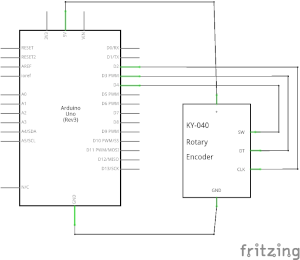 3V3
5V
VIN
RESET
RESET2
AREF
ioref
A0
A1
A2
A3
A4/SDA
A5/SCL
N/C
D0/RX
D1/TX
D2
D3 PWM
D4
D5 PWM
D6 PWM
D7
D8
D9 PWM
D10 PWM/SS
D11 PWM/MOSI
D12/MISO
D13/SCK
GND
Arduino
Uno
(Rev3)
KY-040
Rotary
Encoder
SW
DT
CLK
GND
fritzing